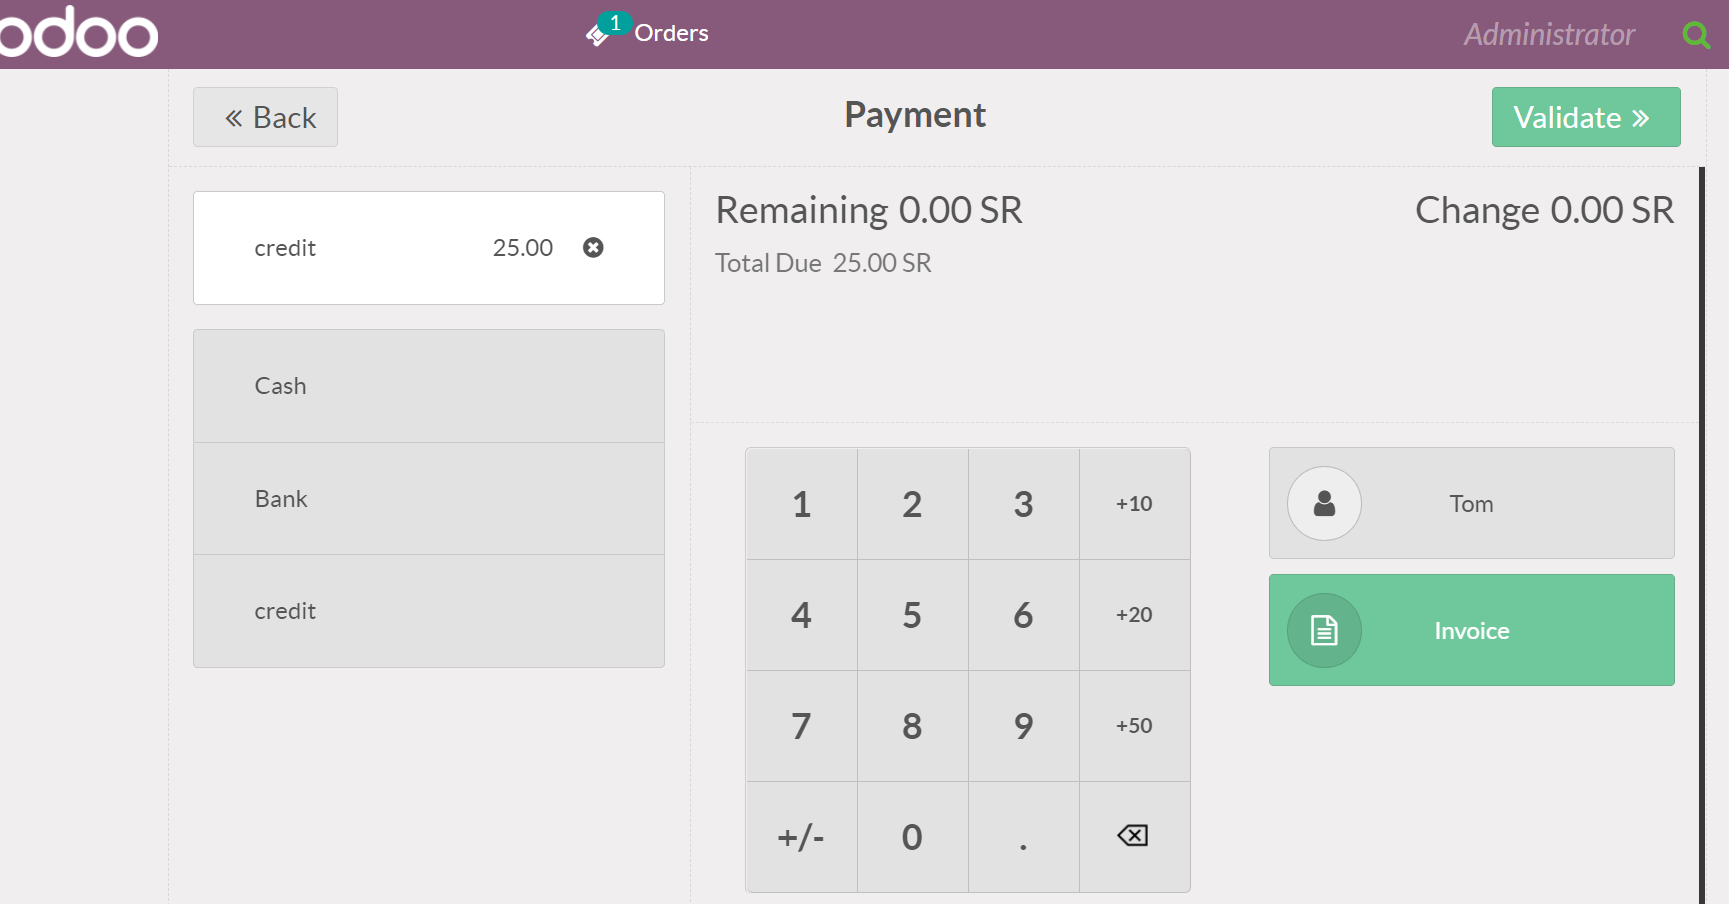 odoo
1 Orders
Administrator
« Back
Payment
Validate »
credit 25.00
Remaining 0.00 SR
Change 0.00 SR
Total Due 25.00 SR
Cash
Bank
credit
1 2 3 +10
4 5 6 +20
7 8 9 +50
+/- 0 .
Tom
Invoice